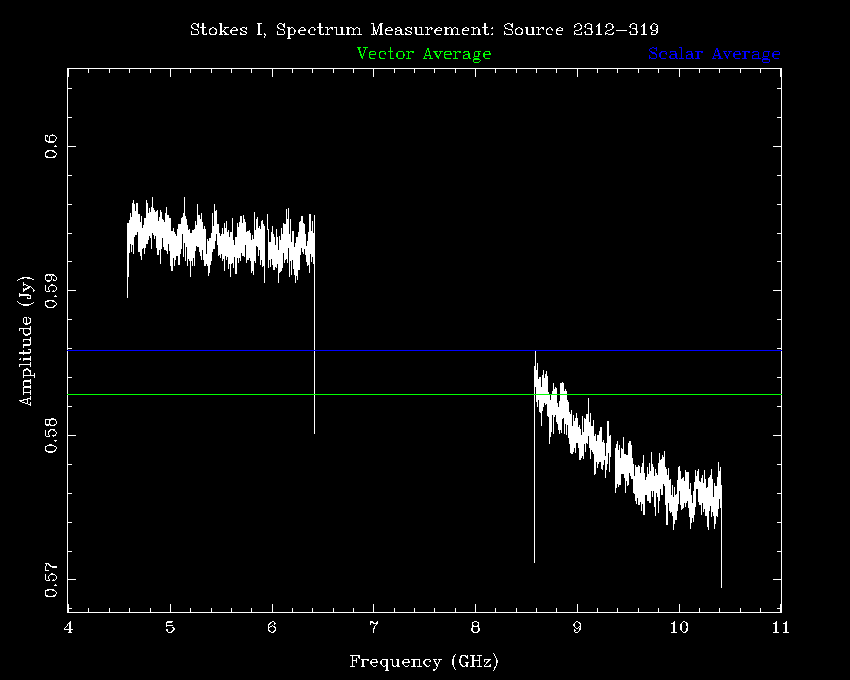 Stokes I, Spectrum Measurement: Source 2312-319
Vector Average Scalar Average
0.6
0.59
0.58
0.57
Amplitude (Jy)
4 5 6 7 8 9 10 11
Frequency (GHz)